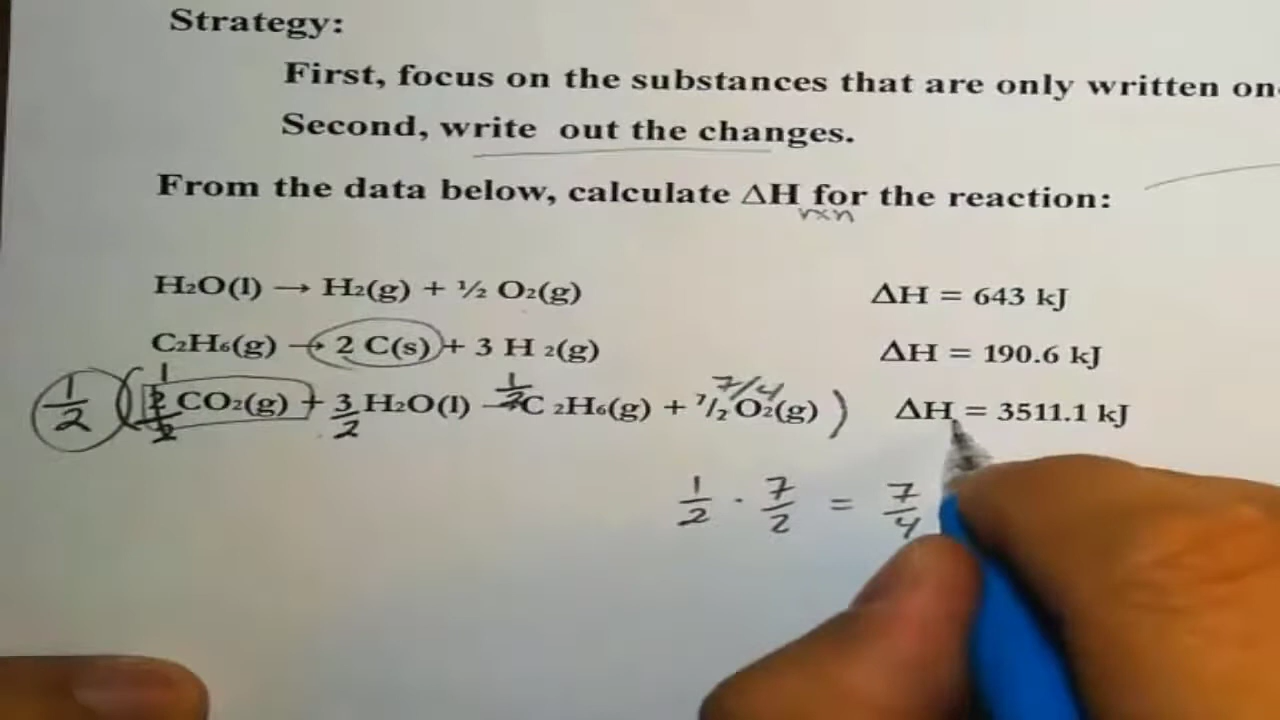 Strategy:
First, focus on the substances that are only written on
Second, write out the changes.
From the data below, calculate ΔH for the reaction:
rxn
H₂O(l) → H₂(g) + ½ O₂(g) ΔH = 643 kJ
C₂H₆(g) → 2 C(s) + 3 H ₂(g) ΔH = 190.6 kJ
1/2 ( 1 CO₂(g) + 3/2 H₂O(l) 1/2 C ₂H₆(g) + ⁷/₂ 7/4 O₂(g) ) ΔH = 3511.1 kJ
1/2 · 7/2 = 7/4